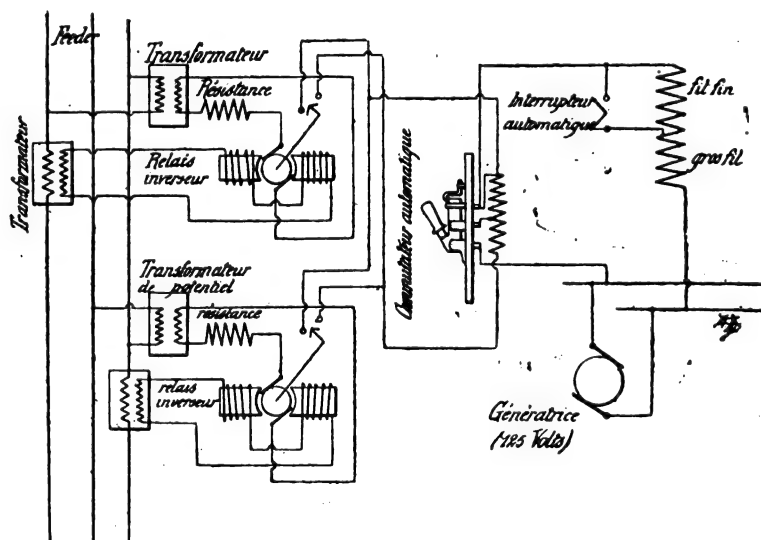 Feeder
Transformateur
Résistance
Transformateur
Relais
inverseur
Transformateur
de potentiel
résistance
relais
inverseur
Commutateur automatique
Interrupteur
automatique
fil fin
gros fil
Génératrice
(125 Volts)